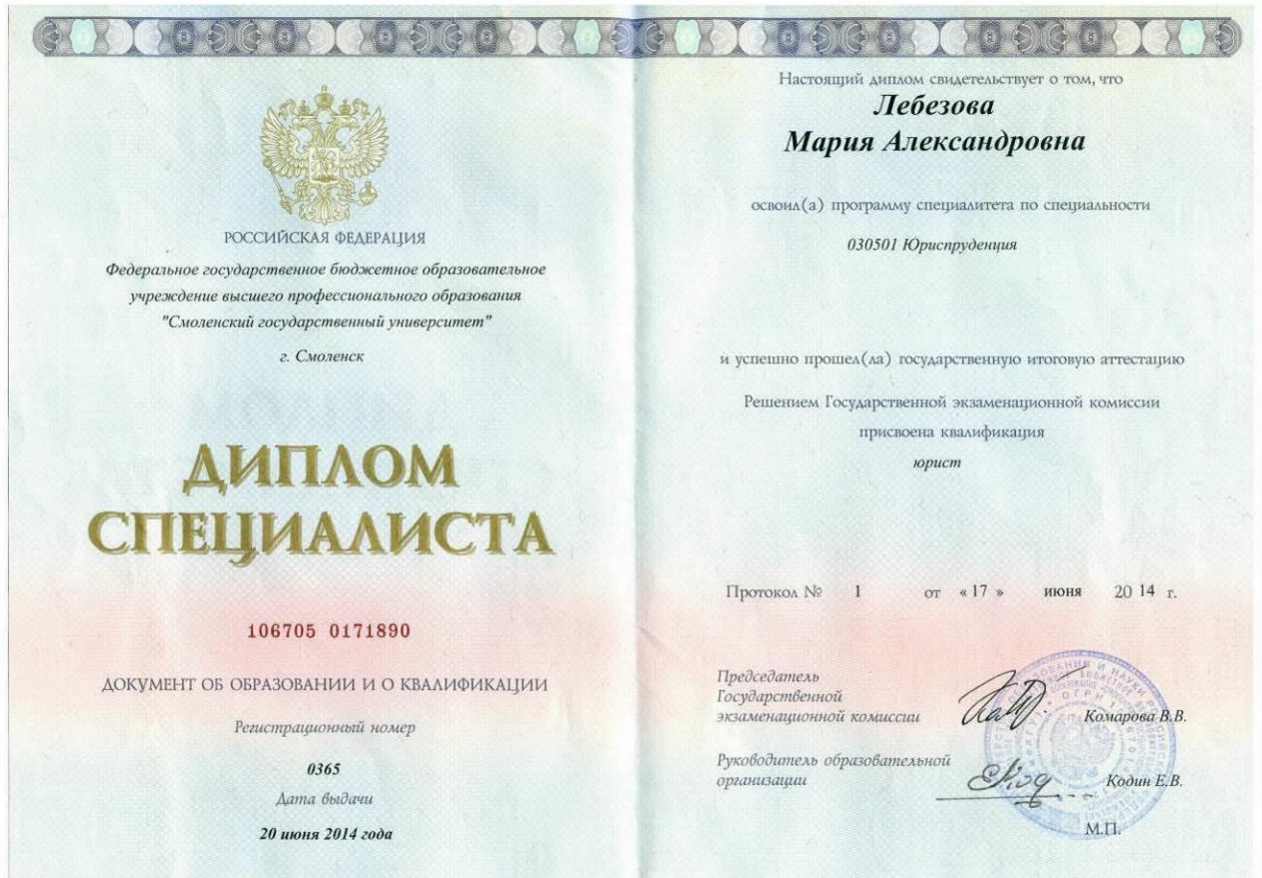 РОССИЙСКАЯ ФЕДЕРАЦИЯ
Федеральное государственное бюджетное образовательное
учреждение высшего профессионального образования
"Смоленский государственный университет"
г. Смоленск
ДИПЛОМ
СПЕЦИАЛИСТА
106705 0171890
ДОКУМЕНТ ОБ ОБРАЗОВАНИИ И О КВАЛИФИКАЦИИ
Регистрационный номер
0365
Дата выдачи
20 июня 2014 года
Настоящий диплом свидетельствует о том, что
Лебезова
Мария Александровна
освоил(а) программу специалитета по специальности
030501 Юриспруденция
и успешно прошел(ла) государственную итоговую аттестацию
Решением Государственной экзаменационной комиссии
присвоена квалификация
юрист
Протокол № 1 от « 17 » июня 20 14 г.
Председатель
Государственной
экзаменационной комиссии
Комарова В.В.
Руководитель образовательной
организации
Кодин Е.В.
М.П.